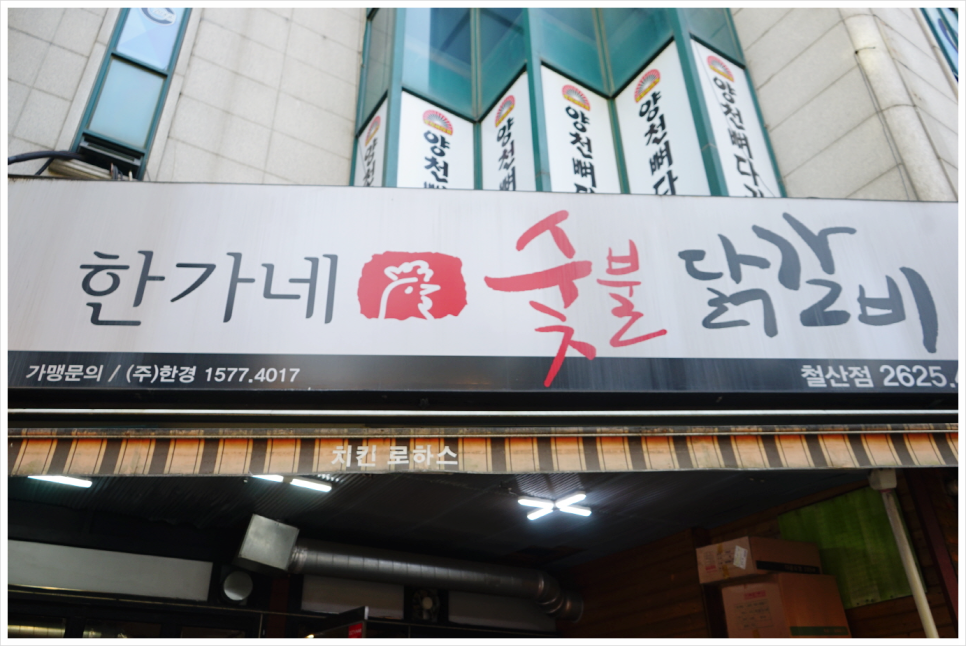 양천뼈
양천뼈
양천뼈다
양천뼈다
양천뼈다
한가네 숯불 닭갈비
가맹문의 / (주)한경 1577.4017
철산점 2625.
치킨 로하스